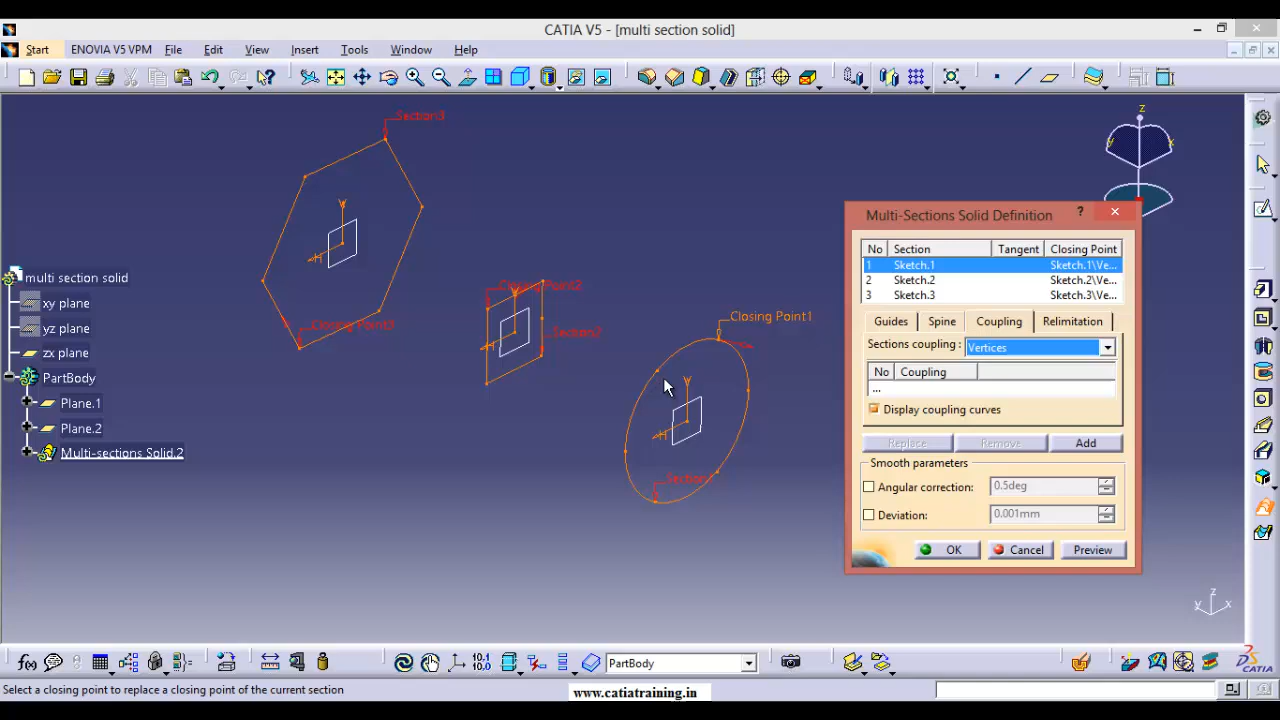 CATIA V5 - [multi section solid]
Start ENOVIA V5 VPM File Edit View Insert Tools Window Help
Section3
z
y x
Y
H
Closing Point3
Closing Point2
Section2
H
Closing Point1
Y
H
multi section solid
xy plane
yz plane
zx plane
PartBody
Plane.1
Plane.2
Multi-sections Solid.2
Multi-Sections Solid Definition ?
No Section Tangent Closing Point
1 Sketch.1 Sketch.1\Ve...
2 Sketch.2 Sketch.2\Ve...
3 Sketch.3 Sketch.3\Ve...
Guides Spine Coupling Relimitation
Sections coupling : Vertices
No Coupling
...
Display coupling curves
Replace Remove Add
Smooth parameters
Angular correction: 0.5deg
Deviation: 0.001mm
OK Cancel Preview
z
y x
f(x) 10.1 10.0 PartBody
CATIA
Select a closing point to replace a closing point of the current section
www.catiatraining.in